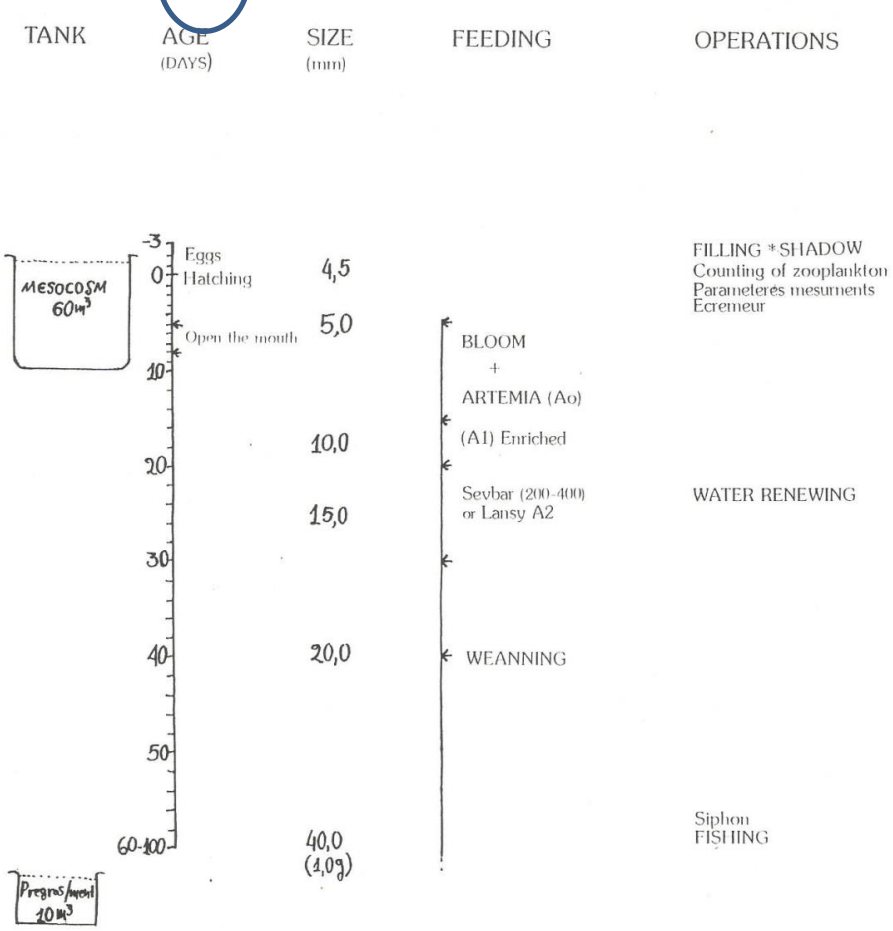 TANK AGE SIZE FEEDING OPERATIONS
(DAYS) (mm)
-3 Eggs FILLING *SHADOW
0 Hatching 4,5 Counting of zooplankton
MESOCOSM Parameterés mesurnents
60m³ Ecremeur
Open the mouth 5,0 BLOOM
10 +
ARTEMIA (Ao)
10,0 (A1) Enriched
20
15,0 Sevbar (200-400) WATER RENEWING
or Lansy A2
30
40 20,0 WEANNING
50
Siphon
60-100 40,0 FISHING
(1,0g)
Pregros/ment
10m³